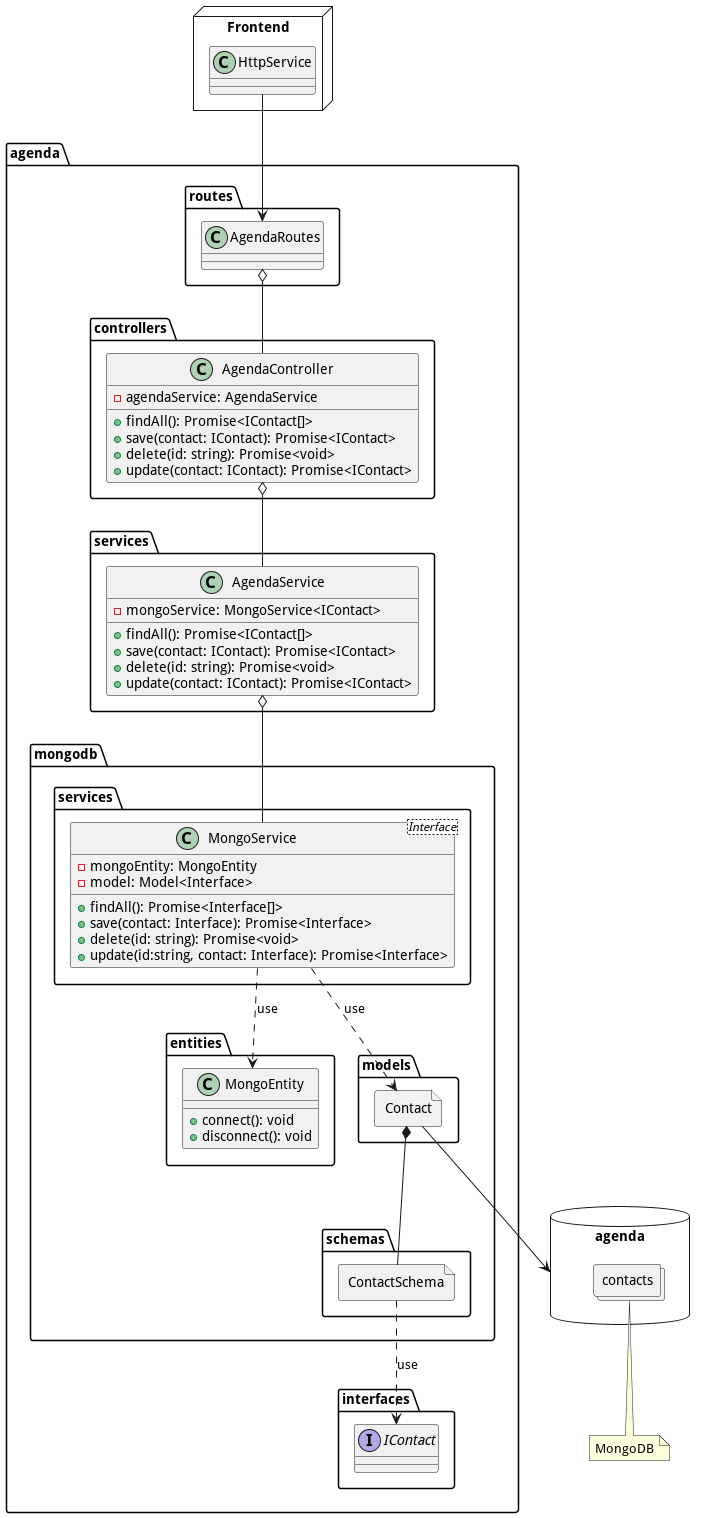 Frontend
C HttpService
agenda
routes
C AgendaRoutes
controllers
C AgendaController
agendaService: AgendaService
findAll(): Promise<IContact[]>
save(contact: IContact): Promise<IContact>
delete(id: string): Promise<void>
update(contact: IContact): Promise<IContact>
services
C AgendaService
mongoService: MongoService<IContact>
findAll(): Promise<IContact[]>
save(contact: IContact): Promise<IContact>
delete(id: string): Promise<void>
update(contact: IContact): Promise<IContact>
mongodb
services
C MongoService
Interface
mongoEntity: MongoEntity
model: Model<Interface>
findAll(): Promise<Interface[]>
save(contact: Interface): Promise<Interface>
delete(id: string): Promise<void>
update(id:string, contact: Interface): Promise<Interface>
use
use
entities
C MongoEntity
connect(): void
disconnect(): void
models
Contact
schemas
ContactSchema
agenda
contacts
use
interfaces
I IContact
MongoDB